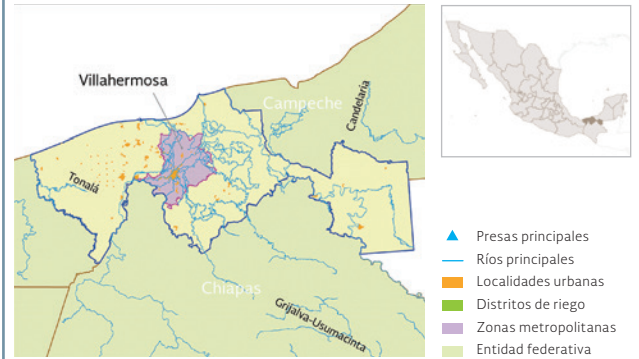 Villahermosa
Campeche
Candelaria
Tonalá
Chiapas
Grijalva-Usumacinta
Presas principales
Ríos principales
Localidades urbanas
Distritos de riego
Zonas metropolitanas
Entidad federativa